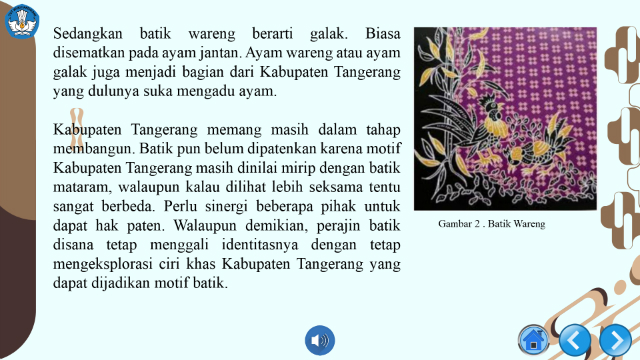 Sedangkan batik wareng berarti galak. Biasa
disematkan pada ayam jantan. Ayam wareng atau ayam
galak juga menjadi bagian dari Kabupaten Tangerang
yang dulunya suka mengadu ayam.
Kabupaten Tangerang memang masih dalam tahap
membangun. Batik pun belum dipatenkan karena motif
Kabupaten Tangerang masih dinilai mirip dengan batik
mataram, walaupun kalau dilihat lebih seksama tentu
sangat berbeda. Perlu sinergi beberapa pihak untuk
dapat hak paten. Walaupun demikian, perajin batik
disana tetap menggali identitasnya dengan tetap
mengeksplorasi ciri khas Kabupaten Tangerang yang
dapat dijadikan motif batik.
Gambar 2 . Batik Wareng